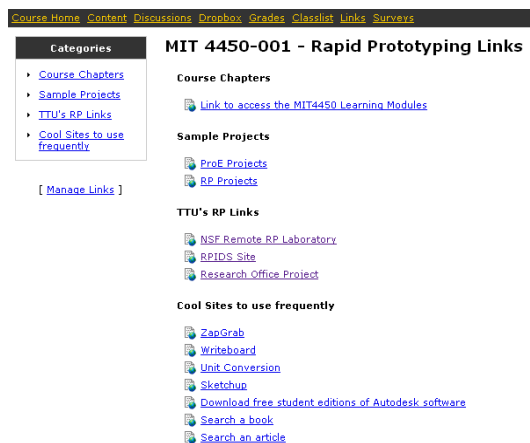 Course Home Content Discussions Dropbox Grades Classlist Links Surveys
Categories
Course Chapters
Sample Projects
TTU's RP Links
Cool Sites to use
frequently
[ Manage Links ]
MIT 4450-001 - Rapid Prototyping Links
Course Chapters
Link to access the MIT4450 Learning Modules
Sample Projects
ProE Projects
RP Projects
TTU's RP Links
NSF Remote RP Laboratory
RPIDS Site
Research Office Project
Cool Sites to use frequently
ZapGrab
Writeboard
Unit Conversion
Sketchup
Download free student editions of Autodesk software
Search a book
Search an article